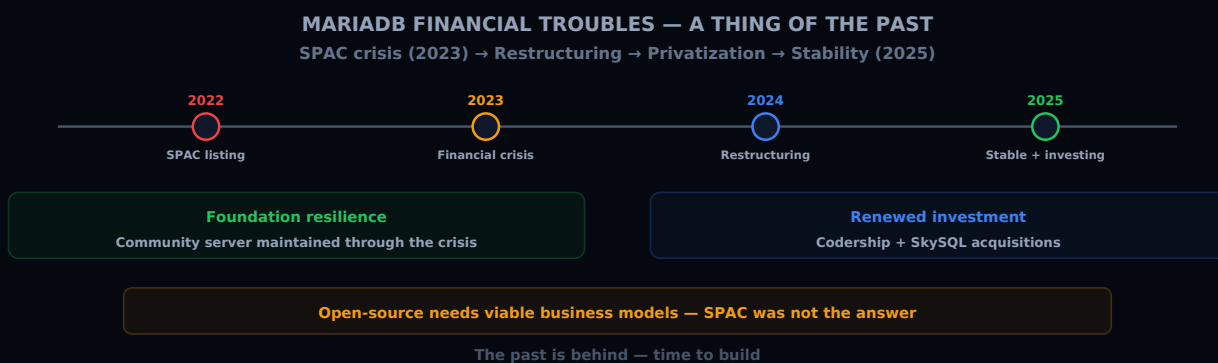 MARIADB FINANCIAL TROUBLES — A THING OF THE PAST
SPAC crisis (2023) → Restructuring → Privatization → Stability (2025)
2022
2023
2024
2025
SPAC listing
Financial crisis
Restructuring
Stable + investing
Foundation resilience
Community server maintained through the crisis
Renewed investment
Codership + SkySQL acquisitions
Open-source needs viable business models — SPAC was not the answer
The past is behind — time to build